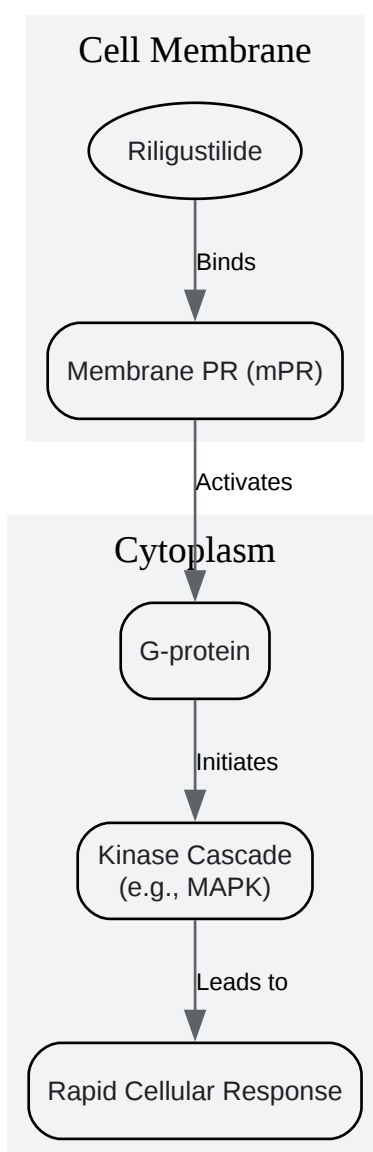 Cell Membrane
Riligustilide
Binds
Membrane PR (mPR)
Activates
Cytoplasm
G-protein
Initiates
Kinase Cascade
(e.g., MAPK)
Leads to
Rapid Cellular Response